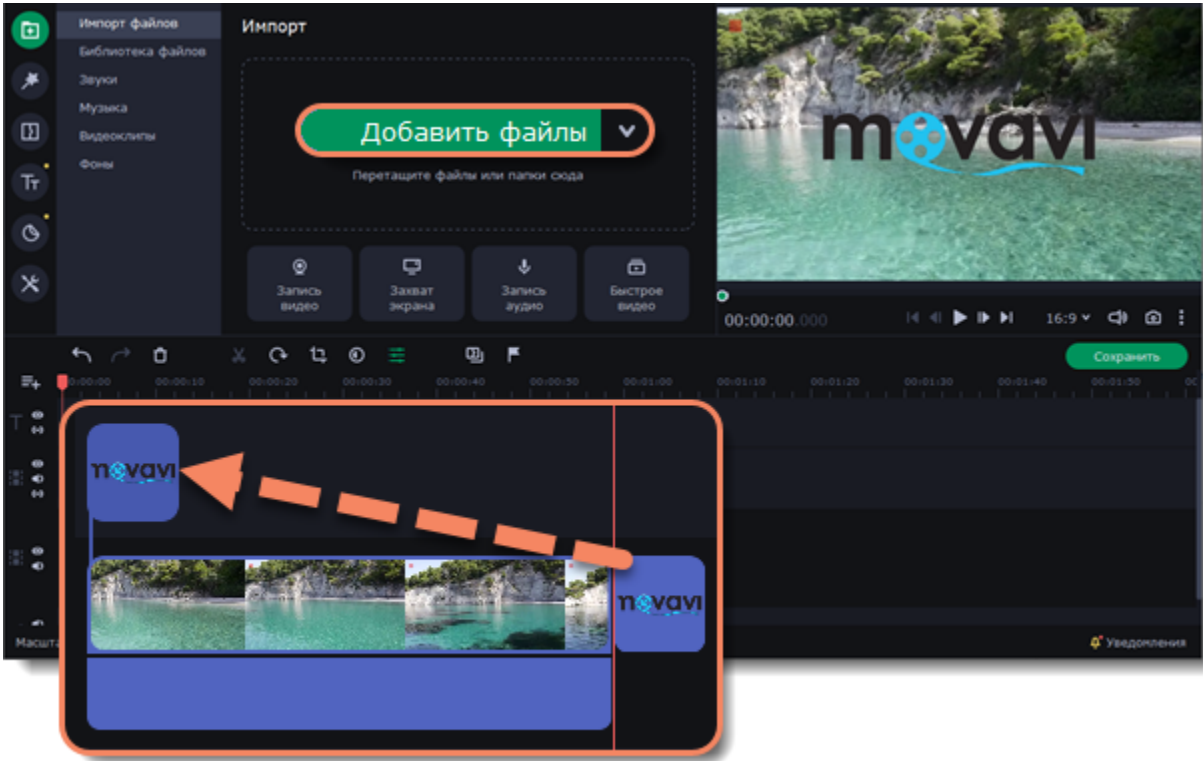 Импорт файлов
Библиотека файлов
Звуки
Музыка
Видеоклипы
Фоны
Импорт
Добавить файлы
Перетащите файлы или папки сюда
Запись
видео
Захват
экрана
Запись
аудио
Быстрое
видео
movavi
00:00:00.000
16:9
Сохранить
0:00:00 00:00:10 00:00:20 00:00:30 00:00:40 00:00:50 00:01:00 00:01:10 00:01:20 00:01:30 00:01:40 00:01:50
movavi
movavi
Уведомления